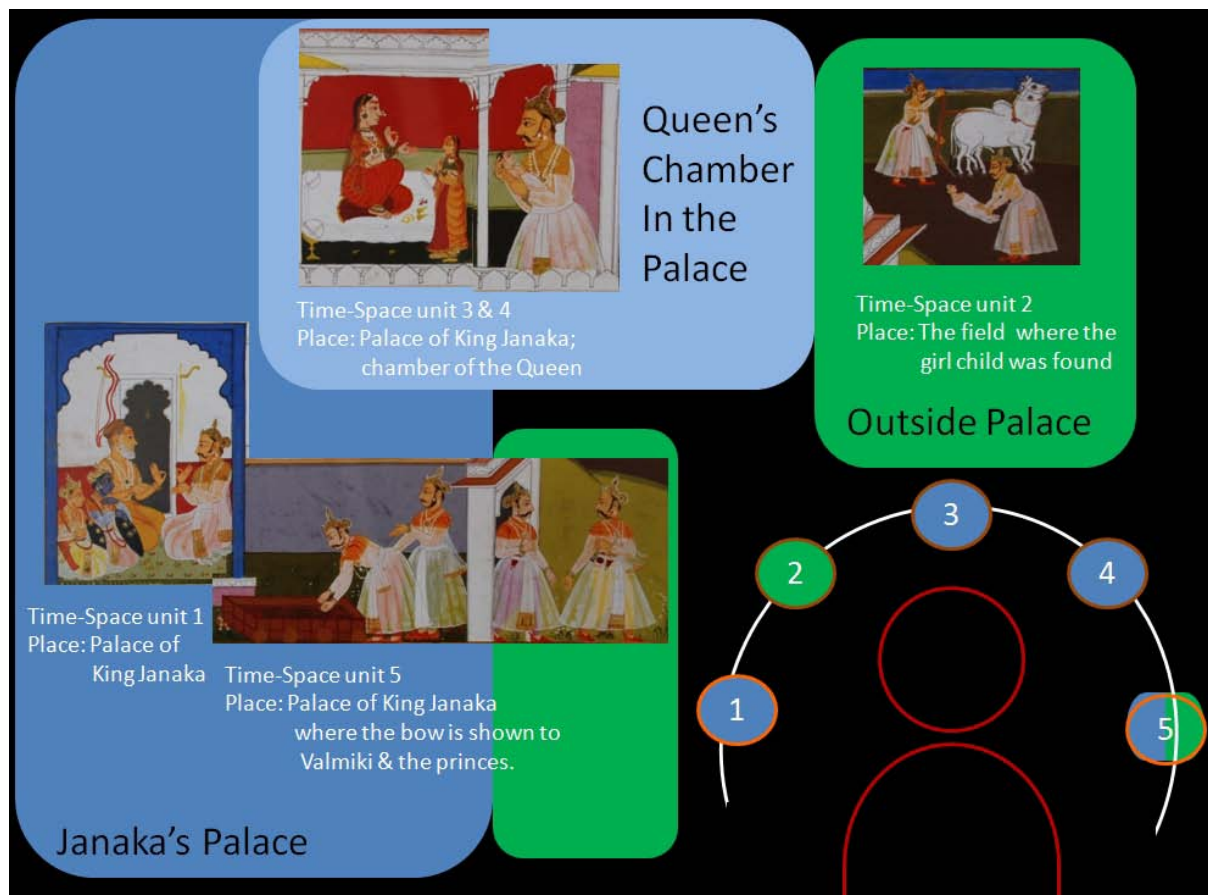 Queen's
Chamber
In the
Palace
Time-Space unit 3 & 4
Place: Palace of King Janaka;
chamber of the Queen
Time-Space unit 2
Place: The field where the
girl child was found
Outside Palace
Time-Space unit 1
Place: Palace of
King Janaka
Time-Space unit 5
Place: Palace of King Janaka
where the bow is shown to
Valmiki & the princes.
Janaka's Palace
1
2
3
4
5